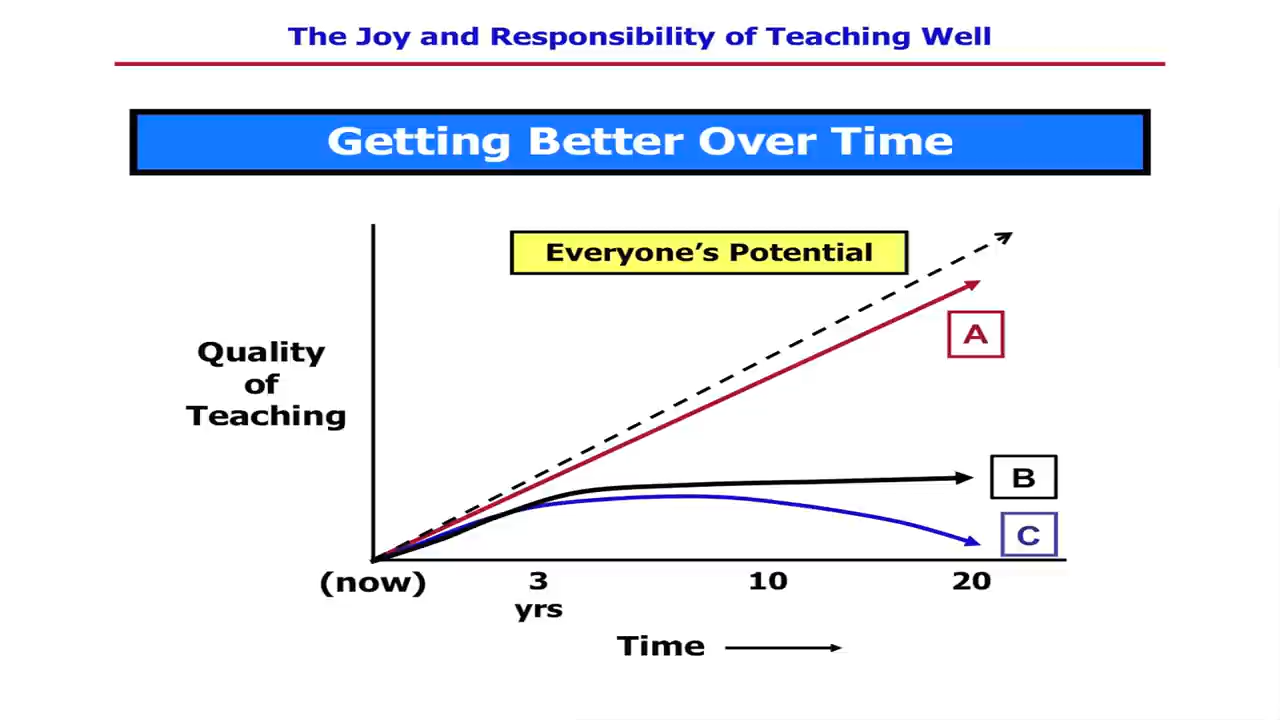 The Joy and Responsibility of Teaching Well
Getting Better Over Time
Everyone’s Potential
A
Quality
of
Teaching
B
C
(now) 3 10 20
yrs
Time